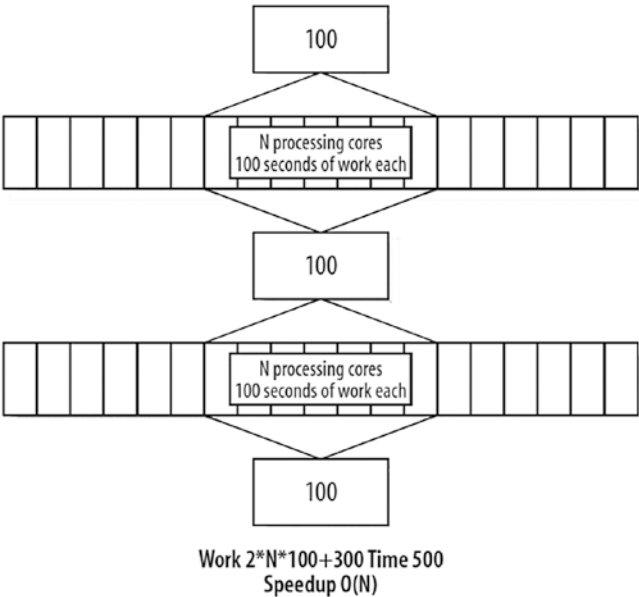 100
N processing cores
100 seconds of work each
100
N processing cores
100 seconds of work each
100
Work 2*N*100+300 Time 500
Speedup O(N)